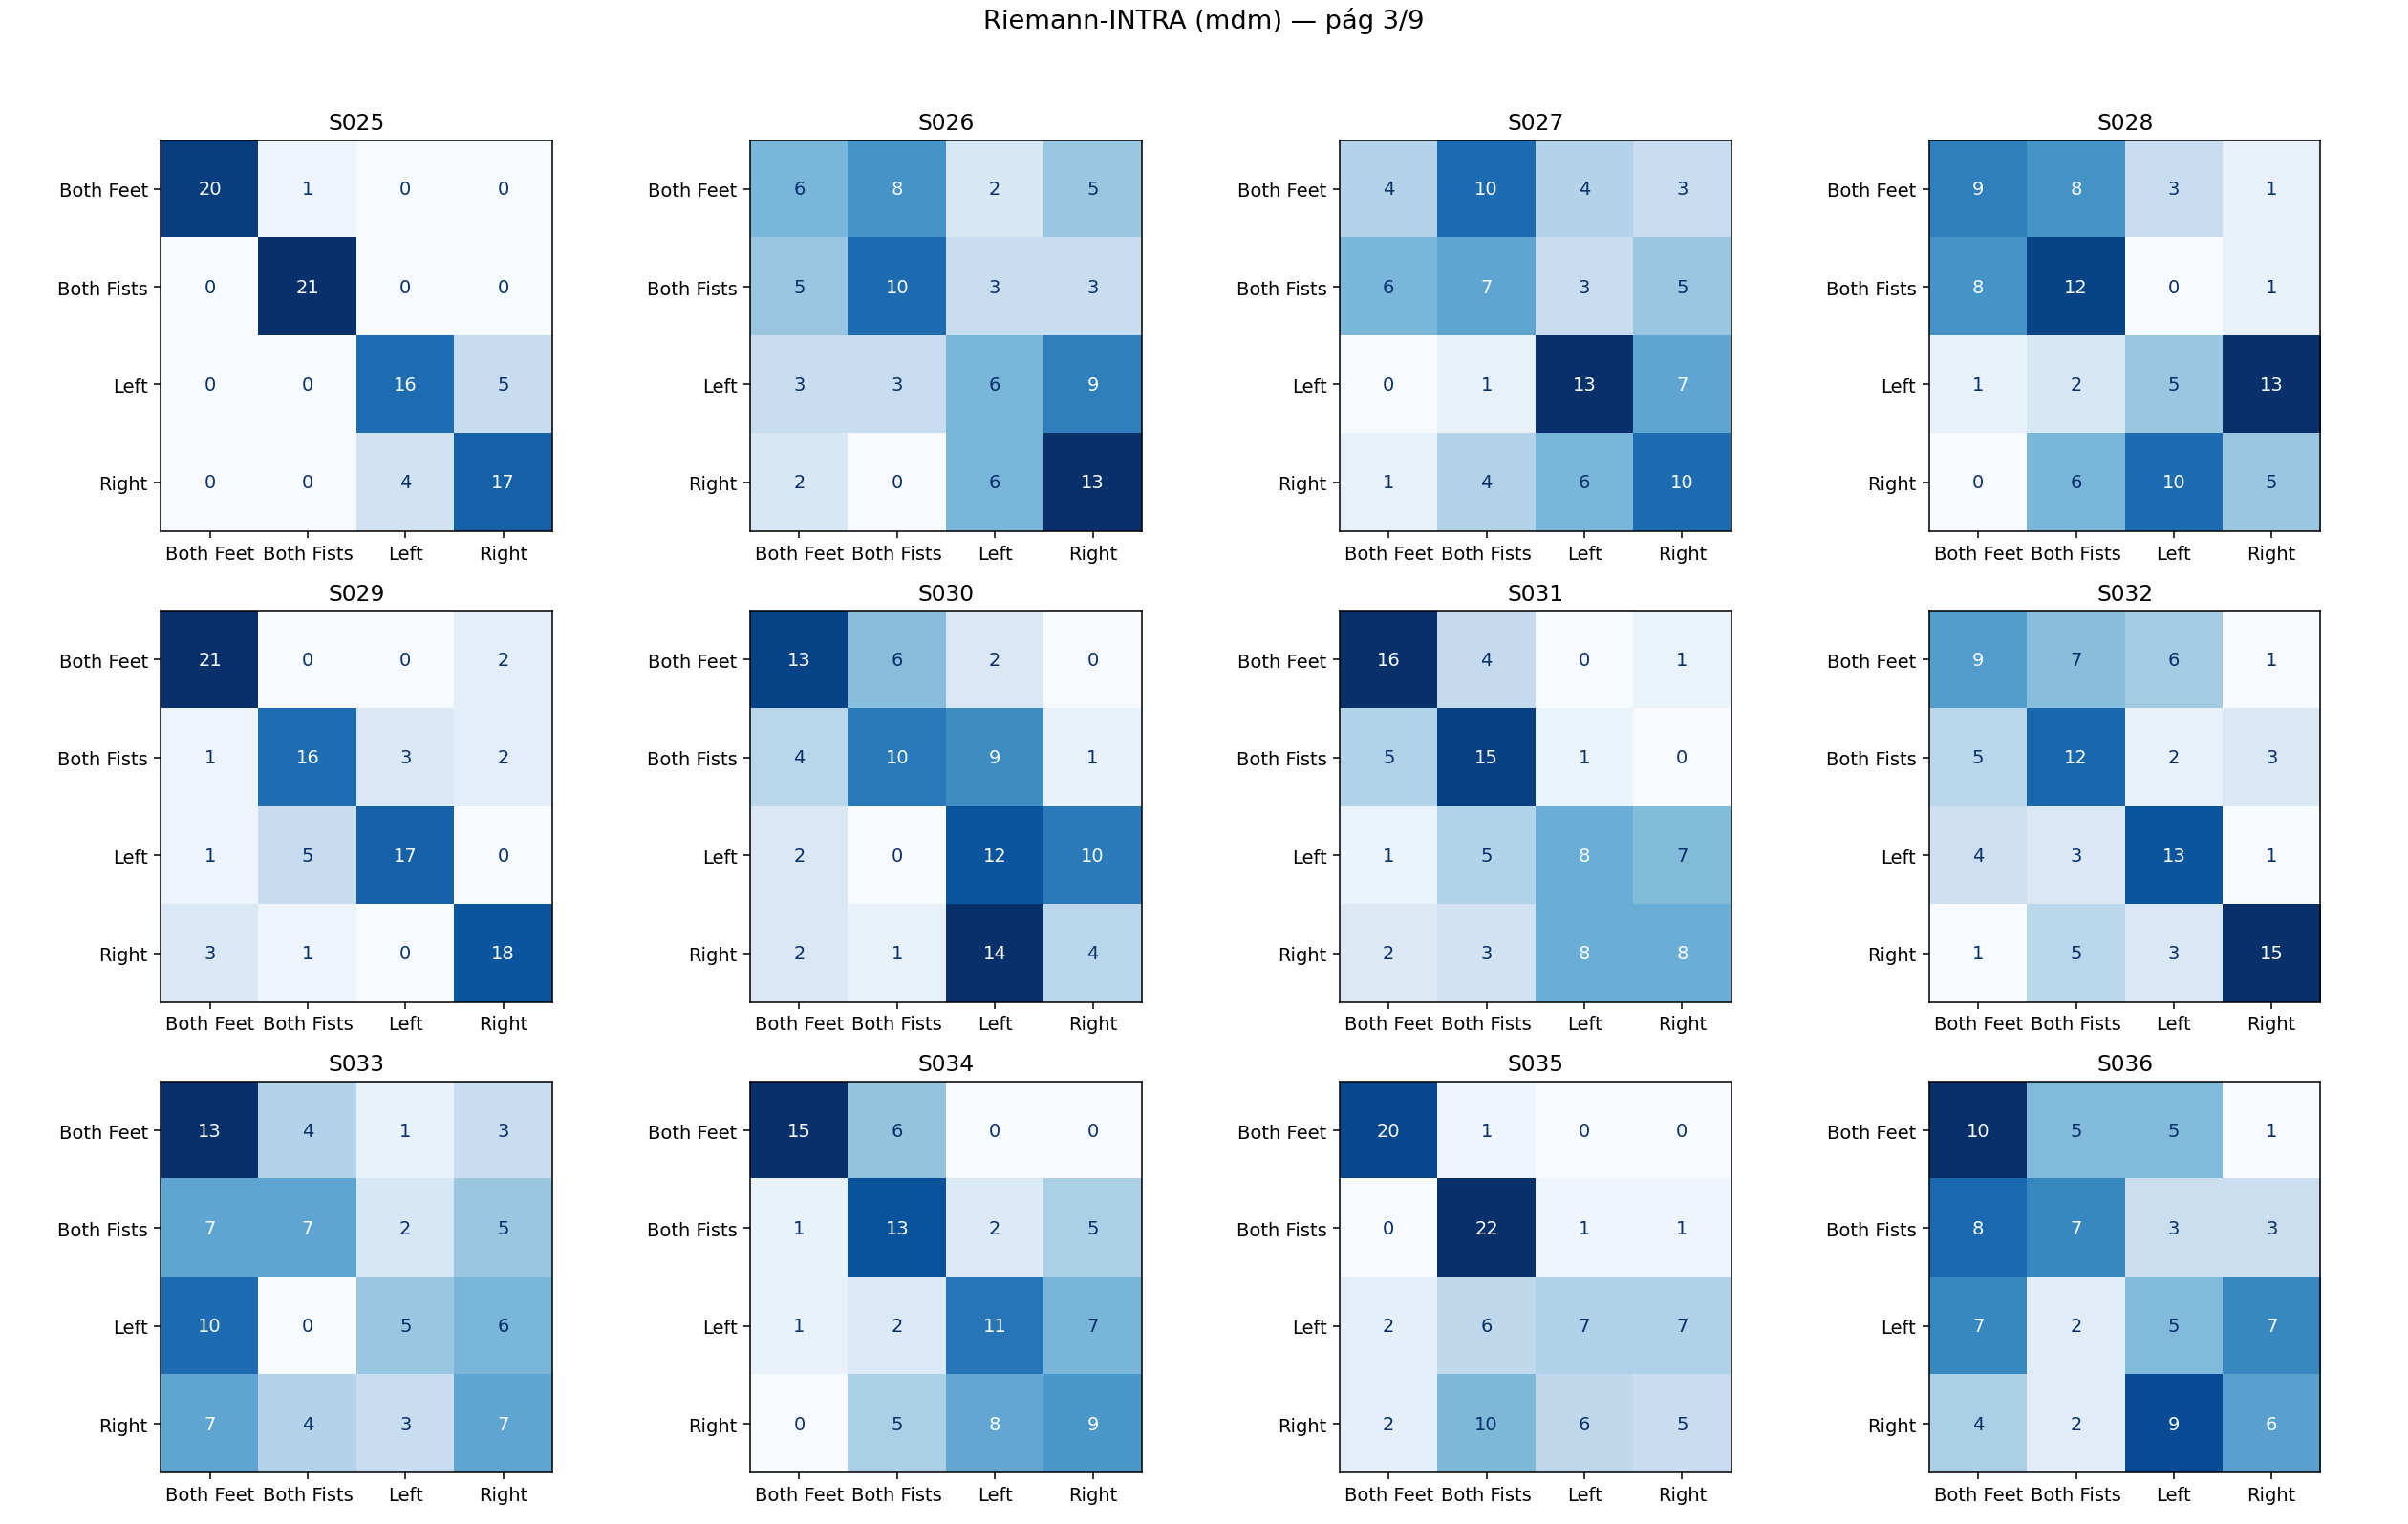 Riemann-INTRA (mdm) — pág 3/9
S025 S026 S027 S028
Both Feet 20 1 0 0 Both Feet 6 8 2 5 Both Feet 4 10 4 3 Both Feet 9 8 3 1
Both Fists 0 21 0 0 Both Fists 5 10 3 3 Both Fists 6 7 3 5 Both Fists 8 12 0 1
Left 0 0 16 5 Left 3 3 6 9 Left 0 1 13 7 Left 1 2 5 13
Right 0 0 4 17 Right 2 0 6 13 Right 1 4 6 10 Right 0 6 10 5
Both Feet Both Fists Left Right Both Feet Both Fists Left Right Both Feet Both Fists Left Right Both Feet Both Fists Left Right
S029 S030 S031 S032
Both Feet 21 0 0 2 Both Feet 13 6 2 0 Both Feet 16 4 0 1 Both Feet 9 7 6 1
Both Fists 1 16 3 2 Both Fists 4 10 9 1 Both Fists 5 15 1 0 Both Fists 5 12 2 3
Left 1 5 17 0 Left 2 0 12 10 Left 1 5 8 7 Left 4 3 13 1
Right 3 1 0 18 Right 2 1 14 4 Right 2 3 8 8 Right 1 5 3 15
Both Feet Both Fists Left Right Both Feet Both Fists Left Right Both Feet Both Fists Left Right Both Feet Both Fists Left Right
S033 S034 S035 S036
Both Feet 13 4 1 3 Both Feet 15 6 0 0 Both Feet 20 1 0 0 Both Feet 10 5 5 1
Both Fists 7 7 2 5 Both Fists 1 13 2 5 Both Fists 0 22 1 1 Both Fists 8 7 3 3
Left 10 0 5 6 Left 1 2 11 7 Left 2 6 7 7 Left 7 2 5 7
Right 7 4 3 7 Right 0 5 8 9 Right 2 10 6 5 Right 4 2 9 6
Both Feet Both Fists Left Right Both Feet Both Fists Left Right Both Feet Both Fists Left Right Both Feet Both Fists Left Right